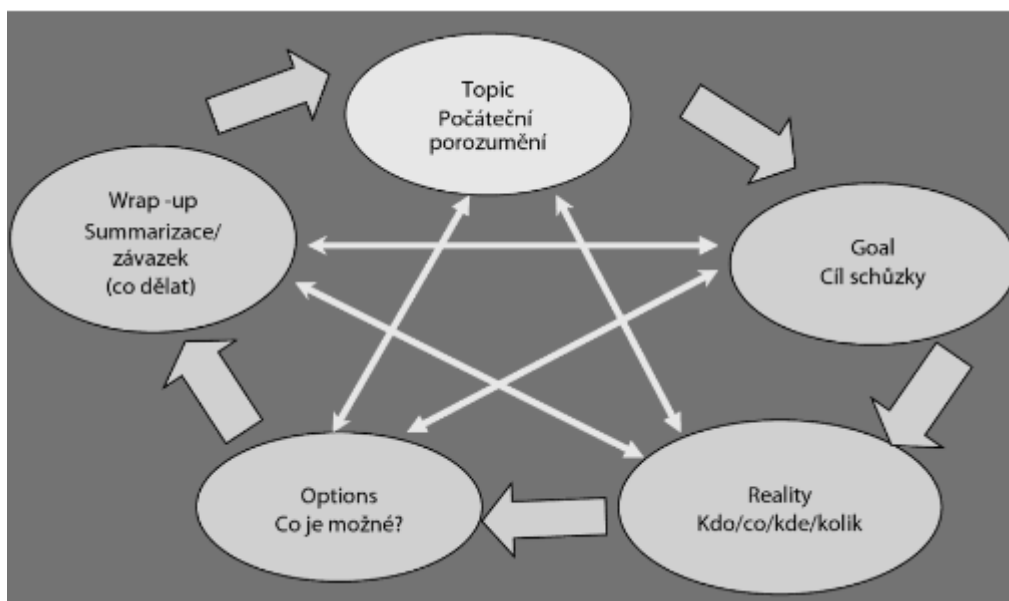 Topic
Počáteční
porozumění
Wrap -up
Summarizace/
závazek
(co dělat)
Goal
Cíl schůzky
Options
Co je možné?
Reality
Kdo/co/kde/kolik